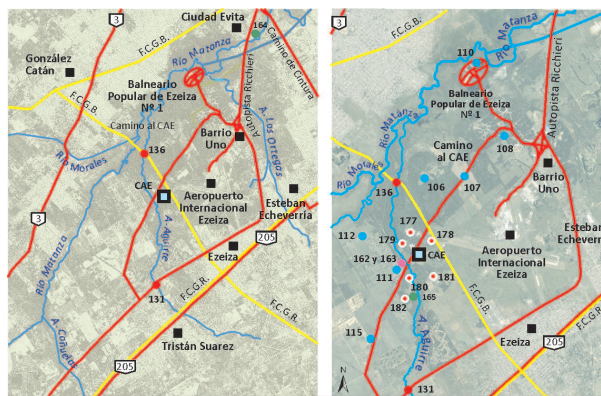 3
Ciudad Evita
164
F.C.G.B.
Río Matanza
González
Catán
Autopista Ricchieri
Camino de Cintura
F.C.G.B.
Balneario
Popular de Ezeiza
Nº 1
Camino al CAE
Barrio
Uno
A. Los Ortegas
Río Morales
136
CAE
Aeropuerto
Internacional
Ezeiza
Esteban
Echeverría
3
A. Aguirre
205
Río Matanza
Ezeiza
131
F.C.G.R.
F.C.G.B.
A. Cañuelas
Tristán Suarez
205
3
F.C.G.B.
Río Matanza
110
Balneario
Popular de Ezeiza
Nº 1
Autopista Ricchieri
Río Matanza
Camino
al CAE
108
Río Morales
136
106
107
Barrio
Uno
177
112
179
178
Esteban
Echeverr
Aeropuerto
Internacional
Ezeiza
162 y 163
CAE
111
180
181
182
165
F.C.G.B.
A. Aguirre
115
Ezeiza
F.C.G.R.
205
N
131